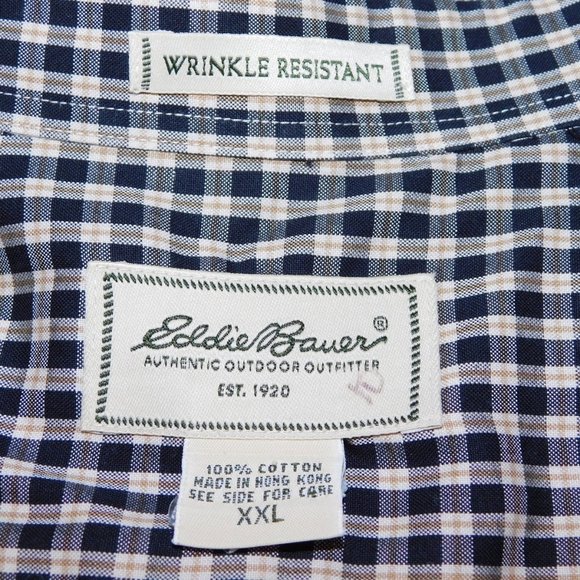 WRINKLE RESISTANT
Eddie Bauer®
AUTHENTIC OUTDOOR OUTFITTER
EST. 1920
100% COTTON
MADE IN HONG KONG
SEE SIDE FOR CARE
XXL